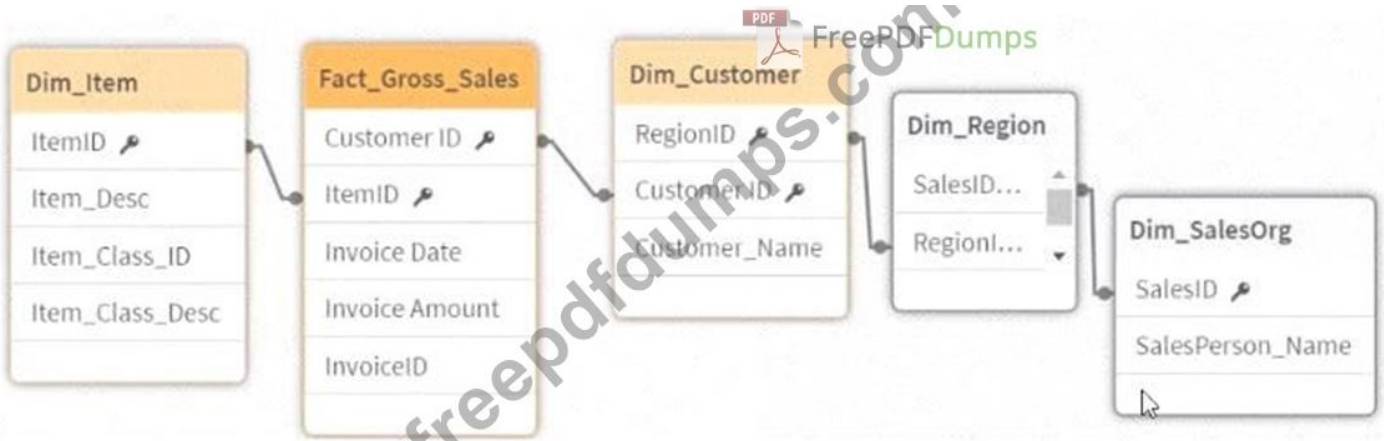 PDF
FreePDFDumps
Dim_Item
ItemID
Item_Desc
Item_Class_ID
Item_Class_Desc
Fact_Gross_Sales
Customer ID
ItemID
Invoice Date
Invoice Amount
InvoiceID
Dim_Customer
RegionID
CustomerID
Customer_Name
Dim_Region
SalesID...
RegionI...
Dim_SalesOrg
SalesID
SalesPerson_Name
freepdfdumps.com